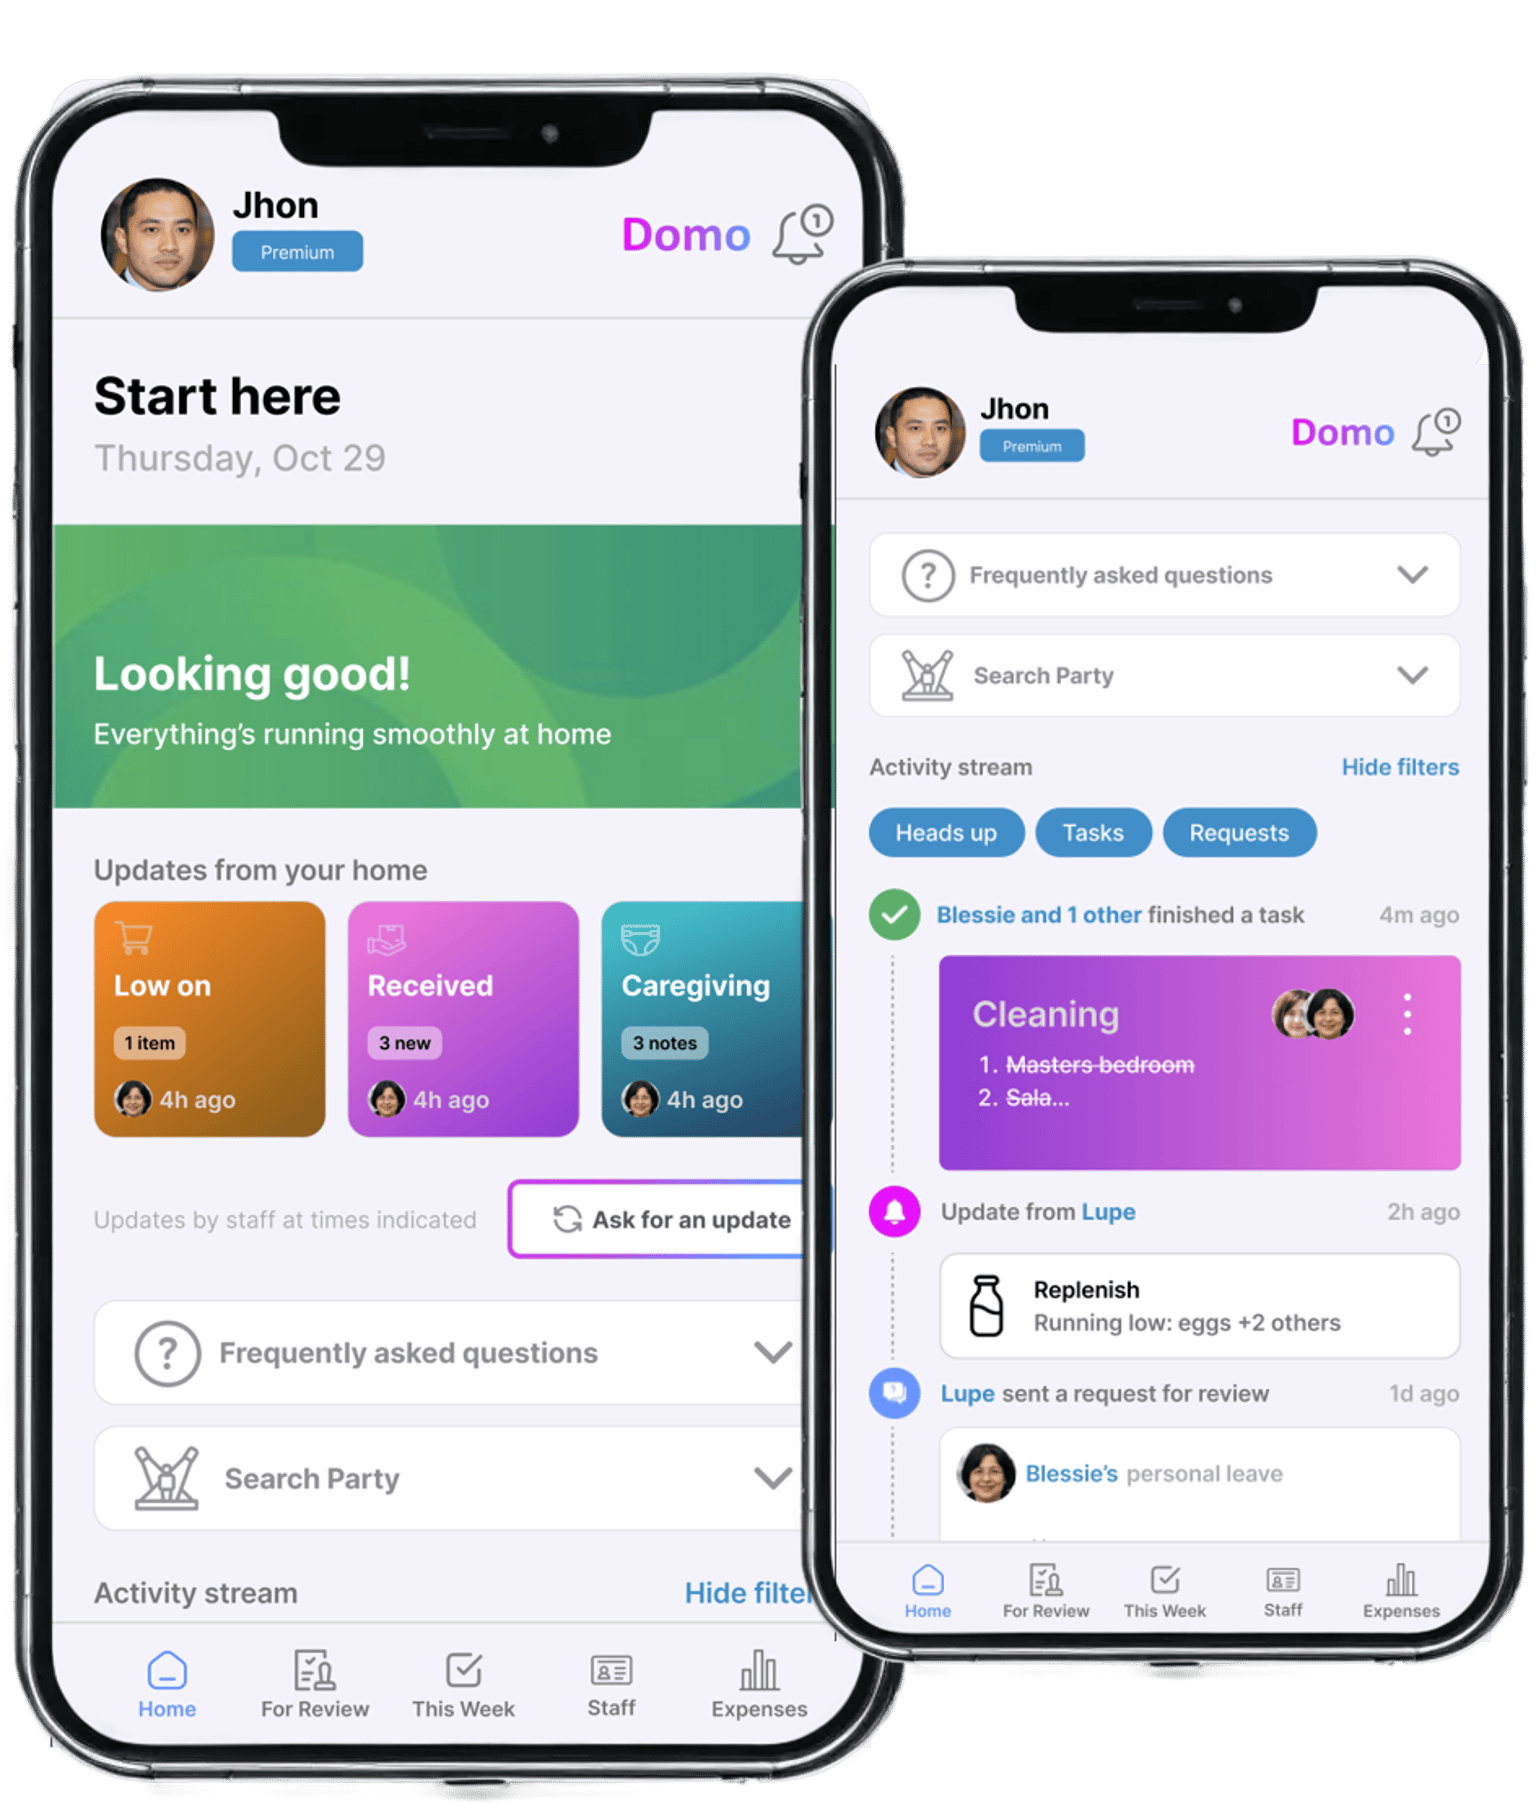 Jhon
Premium
Domo
1
Start here
Thursday, Oct 29
Looking good!
Everything’s running smoothly at home
Updates from your home
Low on
1 item
4h ago
Received
3 new
4h ago
Caregiving
3 notes
4h ago
Updates by staff at times indicated
Ask for an update
? Frequently asked questions
Search Party
Activity stream
Hide filter
Home
For Review
This Week
Staff
Expenses
Jhon
Premium
Domo
1
? Frequently asked questions
Search Party
Activity stream
Hide filters
Heads up
Tasks
Requests
Blessie and 1 other finished a task
4m ago
Cleaning
1. Masters bedroom
2. Sala...
Update from Lupe
2h ago
Replenish
Running low: eggs +2 others
Lupe sent a request for review
1d ago
Blessie’s personal leave
Home
For Review
This Week
Staff
Expenses